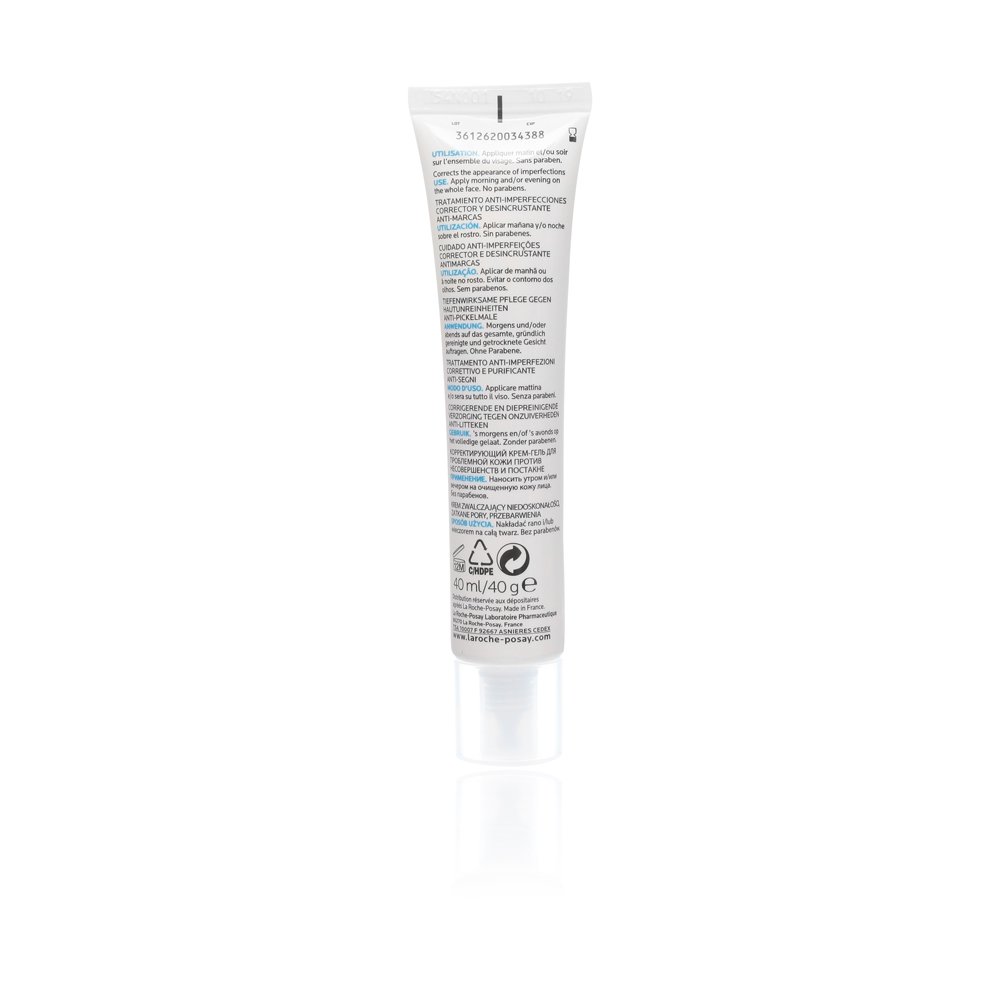 10 19
LOT EXP
3612620034388
UTILISATION. Appliquer matin et/ou soir
sur l'ensemble du visage. Sans paraben.
Corrects the appearance of imperfections
USE. Apply morning and/or evening on
the whole face. No parabens.
TRATAMIENTO ANTI-IMPERFECCIONES
CORRECTOR Y DESINCRUSTANTE
ANTI-MARCAS
UTILIZACIÓN. Aplicar mañana y/o noche
sobre el rostro. Sin parabenes.
CUIDADO ANTI-IMPERFEIÇÕES
CORRECTOR E DESINCRUSTANTE
ANTIMARCAS
UTILIZAÇÃO. Aplicar de manhã ou
à noite no rosto. Evitar o contorno dos
olhos. Sem parabenos.
TIEFENWIRKSAME PFLEGE GEGEN
HAUTUNREINHEITEN
ANTI-PICKELMALE
ANWENDUNG. Morgens und/oder
abends auf das gesamte, gründlich
gereinigte und getrocknete Gesicht
auftragen. Ohne Parabene.
TRATTAMENTO ANTI-IMPERFEZIONI
CORRETTIVO E PURIFICANTE
ANTI-SEGNI
MODO D'USO. Applicare mattina
e/o sera su tutto il viso. Senza parabeni.
CORRIGERENDE EN DIEPREINIGENDE
VERZORGING TEGEN ONZUIVERHEDEN
ANTI-LITTEKEN
GEBRUIK. 's morgens en/of 's avonds op
het volledige gelaat. Zonder parabenen.
КОРРЕКТИРУЮЩИЙ КРЕМ-ГЕЛЬ ДЛЯ
ПРОБЛЕМНОЙ КОЖИ ПРОТИВ
НЕСОВЕРШЕНСТВ И ПОСТАКНЕ
ПРИМЕНЕНИЕ. Наносить утром и/или
вечером на очищенную кожу лица.
Без парабенов.
KREM ZWALCZAJĄCY NIEDOSKONAŁOŚCI,
ZATKANE PORY, PRZEBARWIENIA
SPOSÓB UŻYCIA. Nakładać rano i/lub
wieczorem na całą twarz. Bez parabenów.
12M C/HDPE
40 ml/40 g e
Distribution réservée aux dépositaires
agréés La Roche-Posay. Made in France.
La Roche-Posay Laboratoire Pharmaceutique
86270 La Roche-Posay, France
TSA 10007 F 92667 ASNIERES CEDEX
www.laroche-posay.com